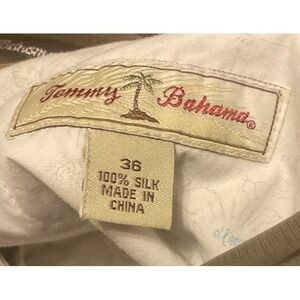 Tommy Bahama®
36
100% SILK
MADE IN
CHINA